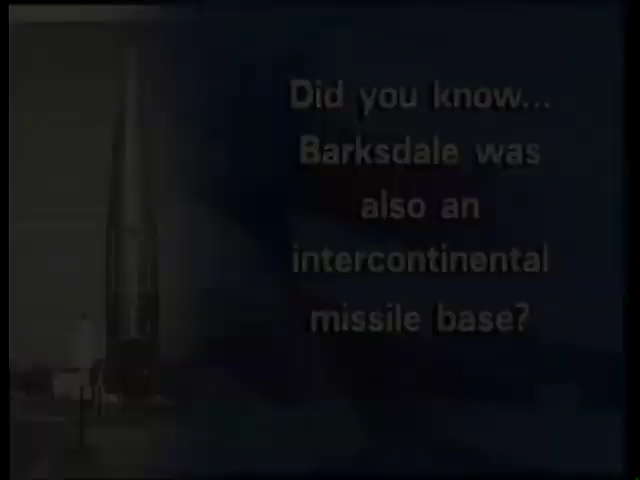 Did you know...
Barksdale was
also an
intercontinental
missile base?